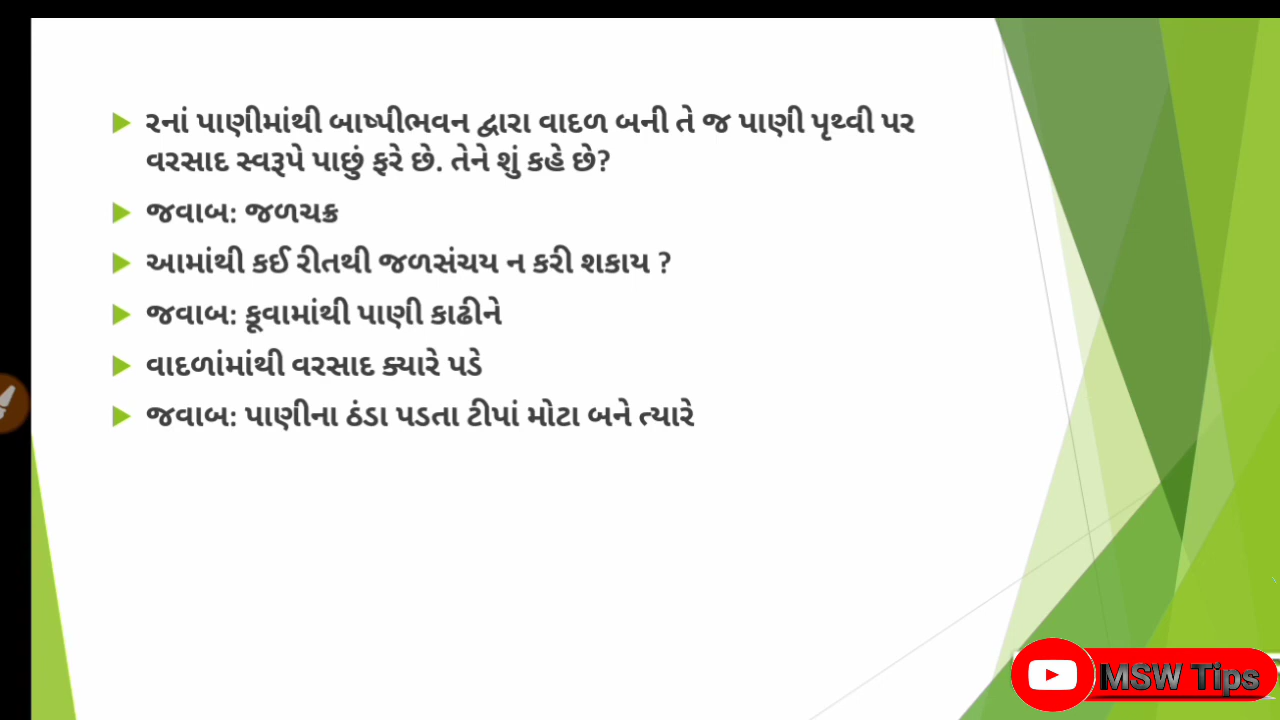 રનાં પાણીમાંથી બાષ્પીભવન દ્વારા વાદળ બની તે જ પાણી પૃથ્વી પર
વરસાદ સ્વરૂપે પાછું ફરે છે. તેને શું કહે છે?
જવાબ: જળચક્ર
આમાંથી કઈ રીતથી જળસંચય ન કરી શકાય ?
જવાબ: કૂવામાંથી પાણી કાઢીને
વાદળાંમાંથી વરસાદ ક્યારે પડે
જવાબ: પાણીના ઠંડા પડતા ટીપાં મોટા બને ત્યારે
MSW Tips